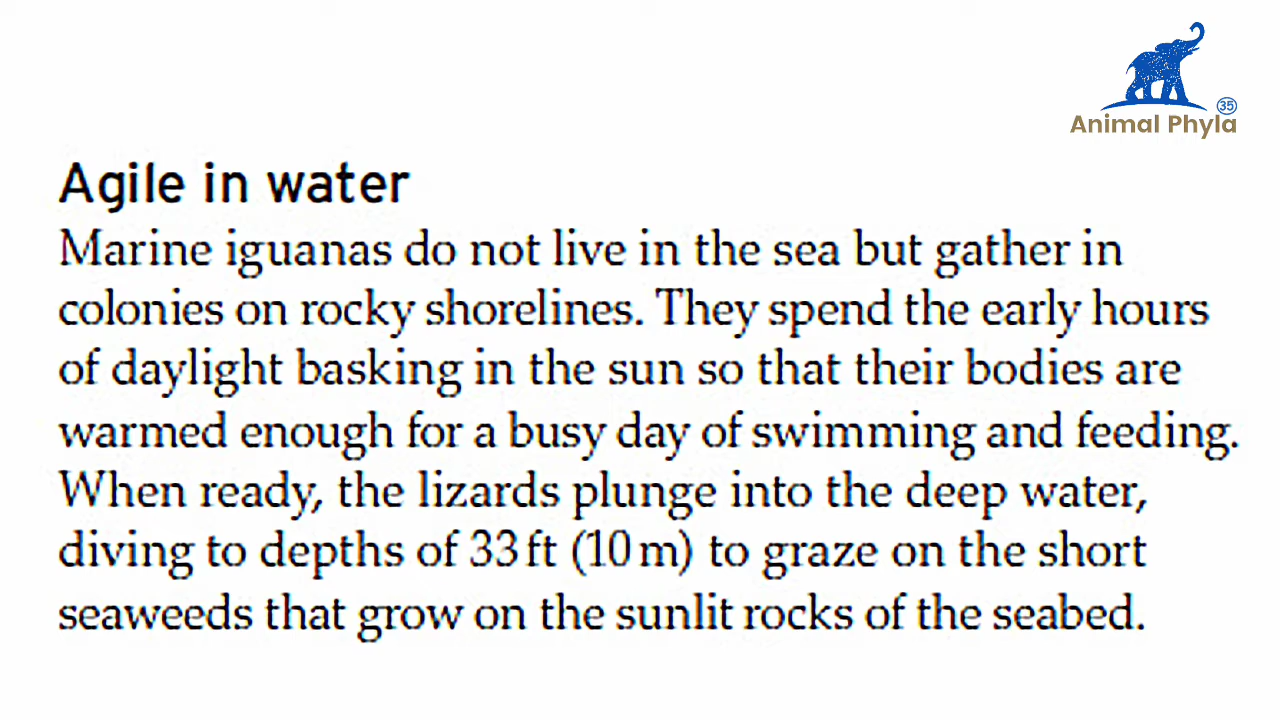 35
Animal Phyla
Agile in water
Marine iguanas do not live in the sea but gather in
colonies on rocky shorelines. They spend the early hours
of daylight basking in the sun so that their bodies are
warmed enough for a busy day of swimming and feeding.
When ready, the lizards plunge into the deep water,
diving to depths of 33 ft (10 m) to graze on the short
seaweeds that grow on the sunlit rocks of the seabed.